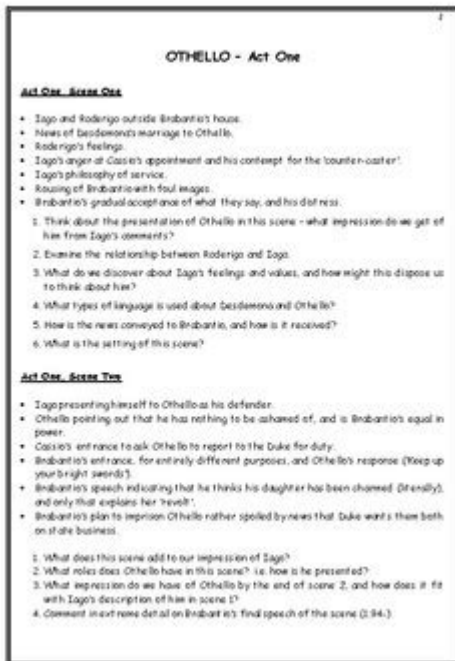 2
OTHELLO - Act One
Act One, Scene One
• Iago and Roderigo outside Brabantio's house.
• News of Desdemona's marriage to Othello.
• Roderigo's feelings.
• Iago's anger at Cassio's appointment and his contempt for the 'counter-caster'.
• Iago's philosophy of service.
• Rousing of Brabantio with foul images.
• Brabantio's gradual acceptance of what they say, and his distress.
1. Think about the presentation of Othello in this scene – what impression do we get of
him from Iago's comments?
2. Examine the relationship between Roderigo and Iago.
3. What do we discover about Iago's feelings and values, and how might this dispose us
to think about him?
4. What types of language is used about Desdemona and Othello?
5. How is the news conveyed to Brabantio, and how is it received?
6. What is the setting of this scene?
Act One, Scene Two
• Iago presenting himself to Othello as his defender.
• Othello pointing out that he has nothing to be ashamed of, and is Brabantio's equal in
power.
• Cassio's entrance to ask Othello to report to the Duke for duty.
• Brabantio's entrance, for entirely different purposes, and Othello's response ('Keep up
your bright swords').
• Brabantio's speech indicating that he thinks his daughter has been charmed (literally),
and only that explains her 'revolt'.
• Brabantio's plan to imprison Othello rather spoiled by news that Duke wants them both
on state business.
1. What does this scene add to our impression of Iago?
2. What roles does Othello have in this scene? i.e. how is he presented?
3. What impression do we have of Othello by the end of scene 2, and how does it fit
with Iago's description of him in scene 1?
4. Comment in extreme detail on Brabantio's final speech of the scene (l.94-)